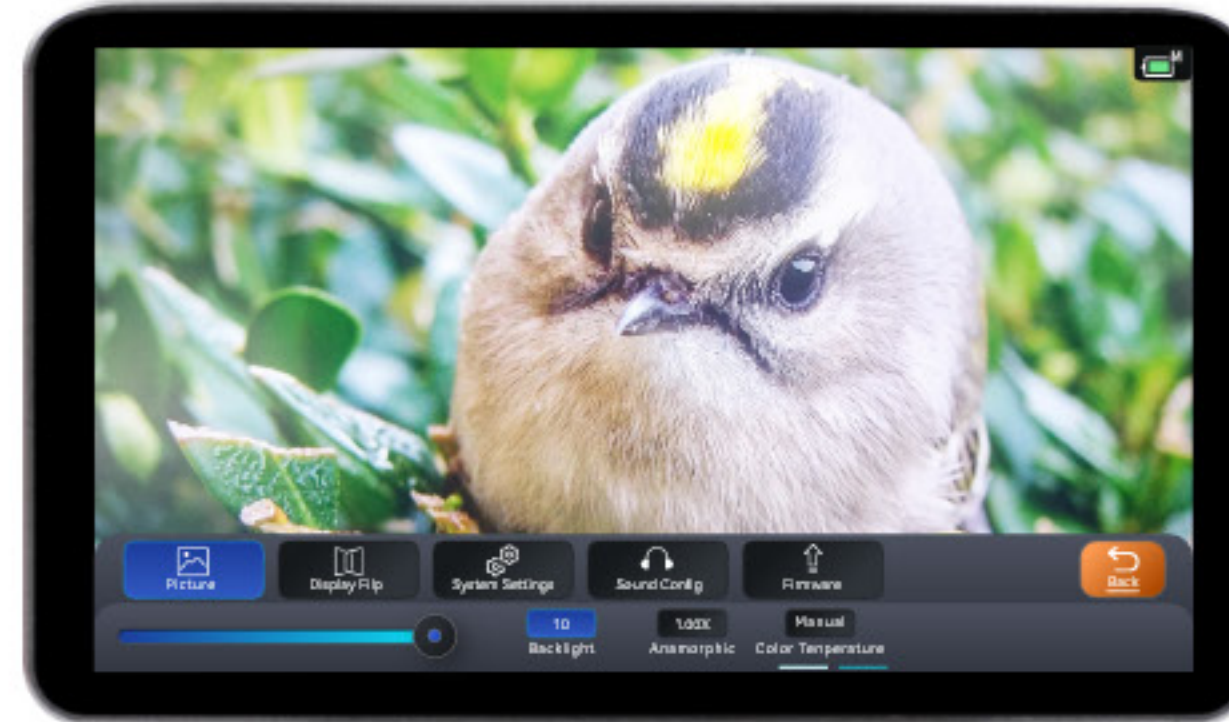 M
Picture
Display Flip
System Settings
Sound Config
Firmware
Back
10
1.00X
Manual
Backlight
Anamorphic
Color Temperature